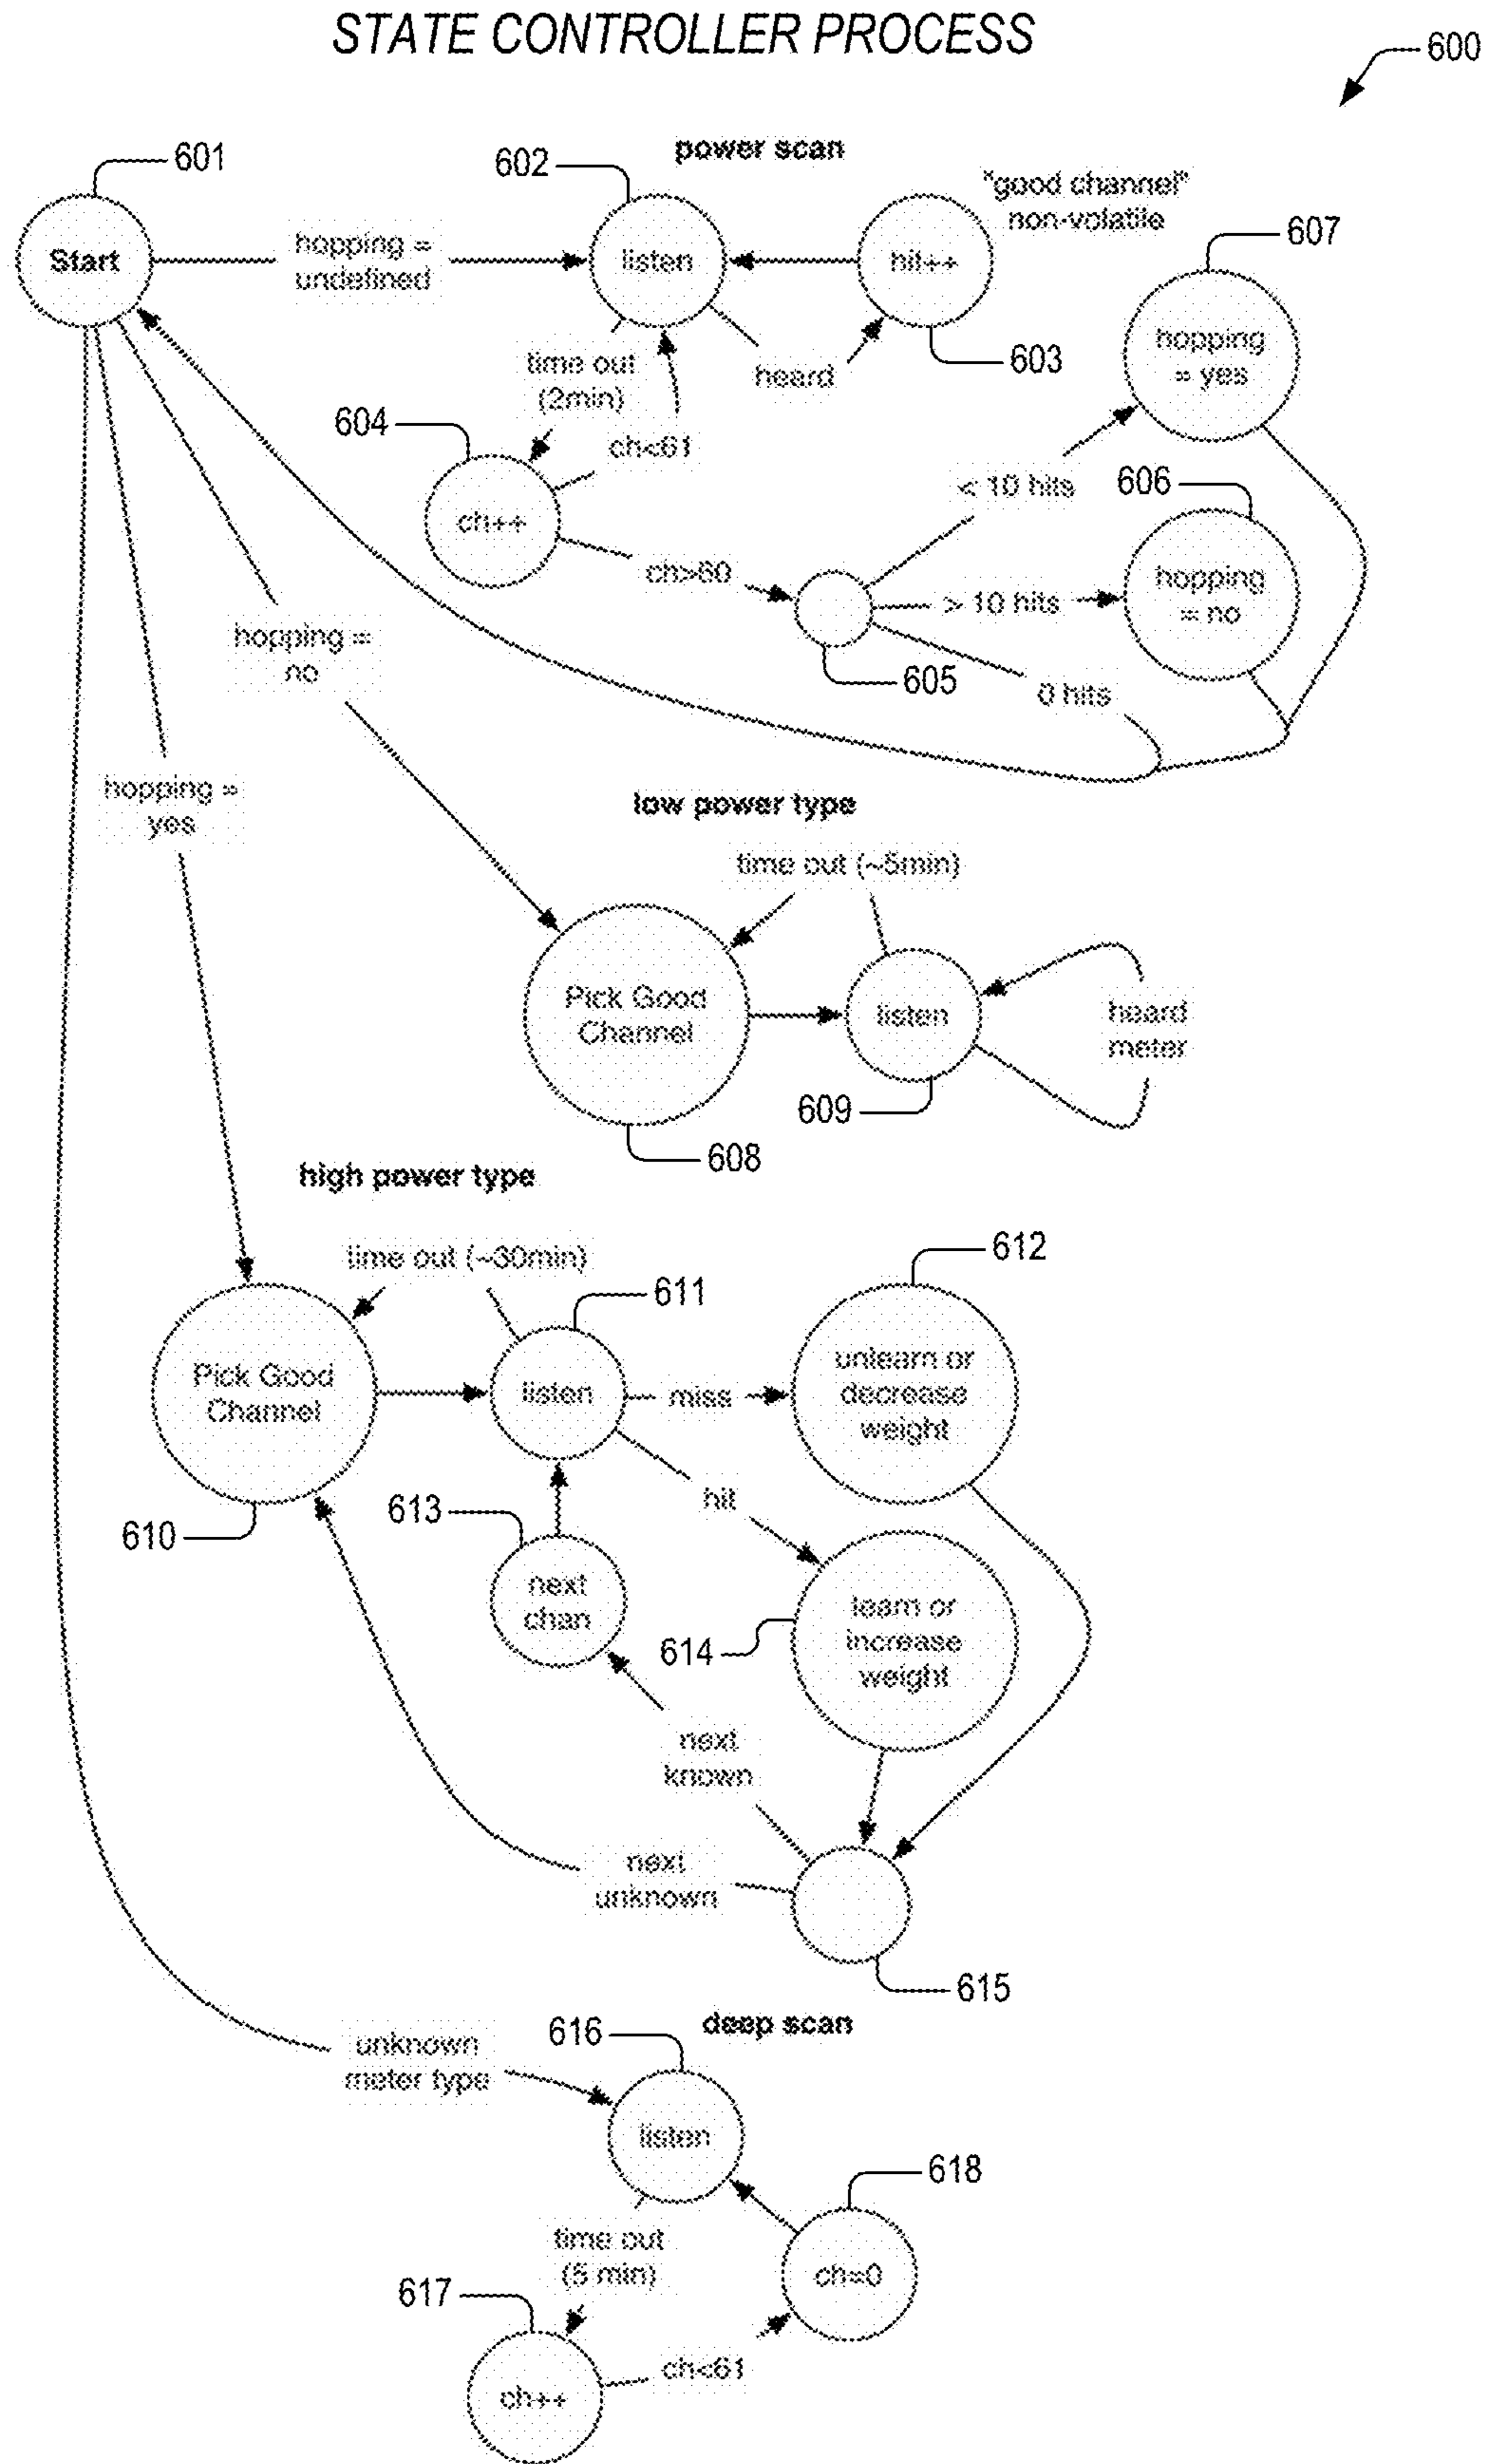 STATE CONTROLLER PROCESS
600
601
602
power scan
"good channel"
non-volatile
607
Start
hopping =
undefined
listen
hit++
603
hopping
= yes
time out
(2min)
heard
604
ch<61
< 10 hits
606
ch++
ch>60
> 10 hits
hopping
= no
605
0 hits
hopping =
no
hopping =
yes
low power type
time out (~5min)
Pick Good
Channel
listen
heard
meter
609
608
high power type
time out (~30min)
611
612
Pick Good
Channel
listen
miss
unlearn or
decrease
weight
hit
610
613
next
chan
614
learn or
increase
weight
next
known
next
unknown
615
deep scan
616
unknown
meter type
listen
618
time out
(5 min)
ch=0
617
ch<61
ch++